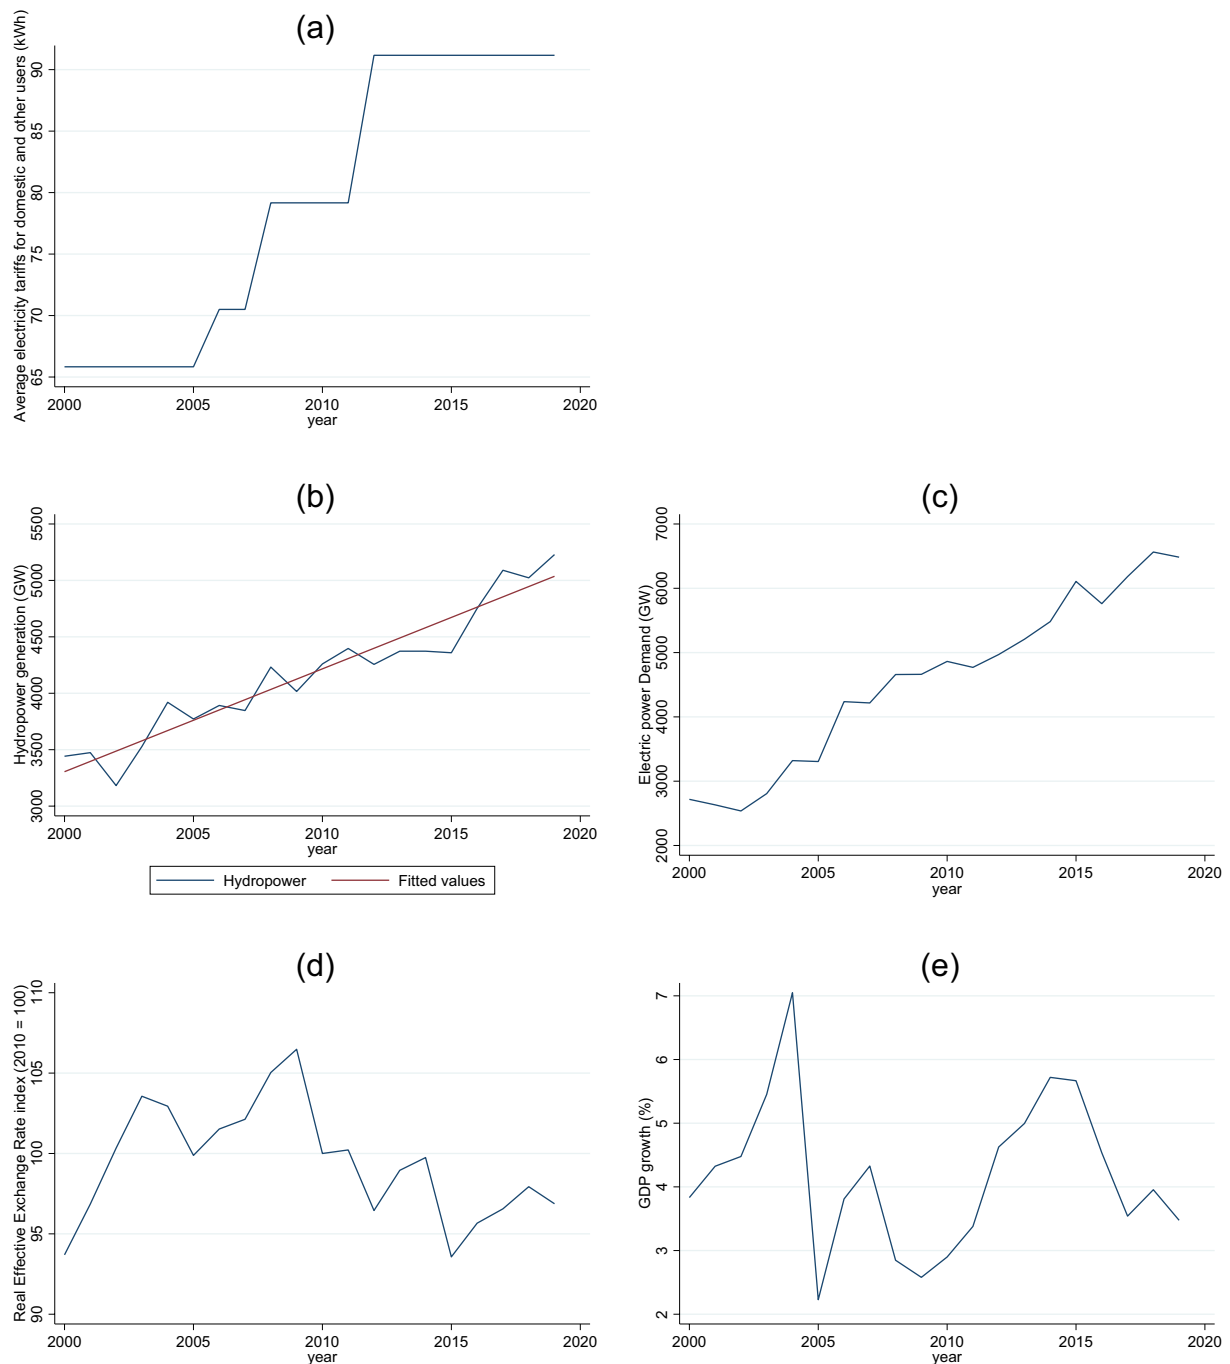 (a)
Average electricity tariffs for domestic and other users (kWh)
90
85
80
75
70
65
2000 2005 2010 2015 2020
year
(b)
Hydropower generation (GW)
5500
5000
4500
4000
3500
3000
2000 2005 2010 2015 2020
year
Hydropower Fitted values
(c)
Electric power Demand (GW)
7000
6000
5000
4000
3000
2000
2000 2005 2010 2015 2020
year
(d)
Real Effective Exchange Rate index (2010 = 100)
110
105
100
95
90
2000 2005 2010 2015 2020
year
(e)
GDP growth (%)
7
6
5
4
3
2
2000 2005 2010 2015 2020
year